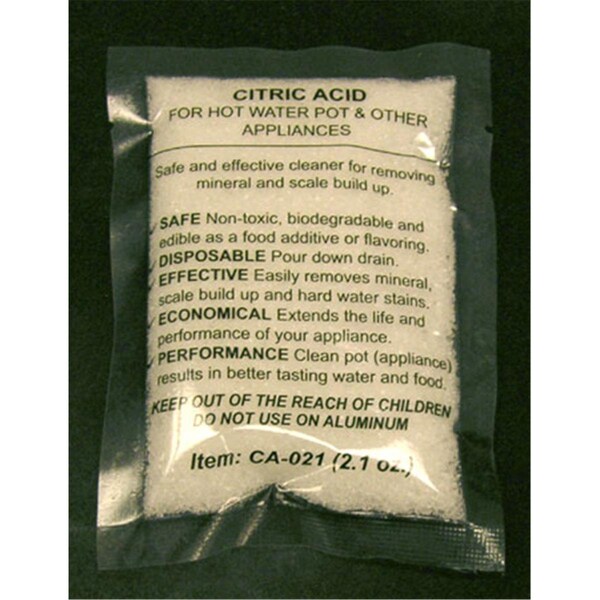 CITRIC ACID
FOR HOT WATER POT & OTHER
APPLIANCES
Safe and effective cleaner for removing
mineral and scale build up.
✓ SAFE Non-toxic, biodegradable and
edible as a food additive or flavoring.
✓ DISPOSABLE Pour down drain.
✓ EFFECTIVE Easily removes mineral,
scale build up and hard water stains.
✓ ECONOMICAL Extends the life and
performance of your appliance.
✓ PERFORMANCE Clean pot (appliance)
results in better tasting water and food.
KEEP OUT OF THE REACH OF CHILDREN
DO NOT USE ON ALUMINUM
Item: CA-021 (2.1 oz.)